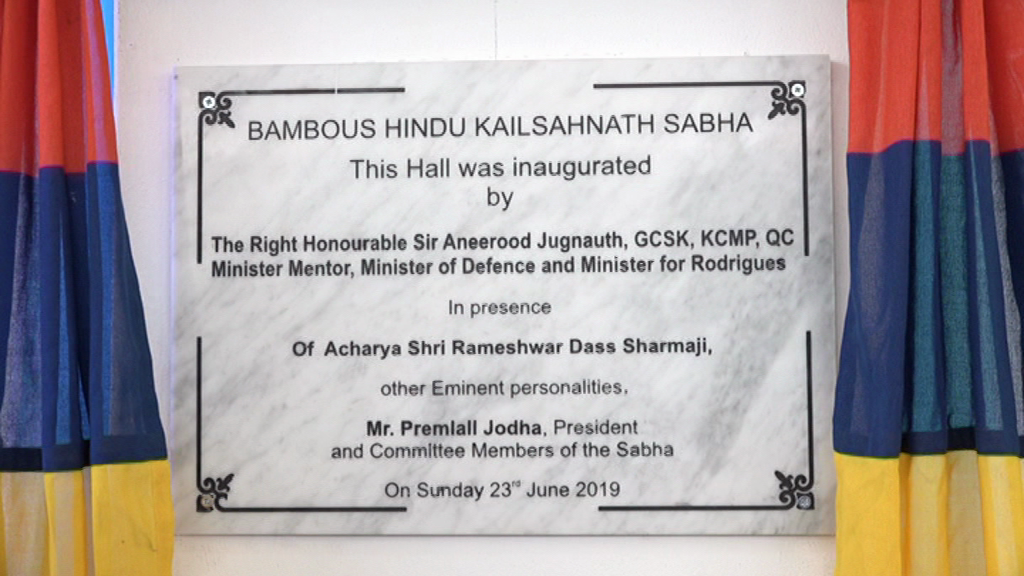 BAMBOUS HINDU KAILSAHNATH SABHA
This Hall was inaugurated
by
The Right Honourable Sir Aneerood Jugnauth, GCSK, KCMP, QC
Minister Mentor, Minister of Defence and Minister for Rodrigues
In presence
Of Acharya Shri Rameshwar Dass Sharmaji,
other Eminent personalities,
Mr. Premlall Jodha, President
and Committee Members of the Sabha
On Sunday 23rd June 2019